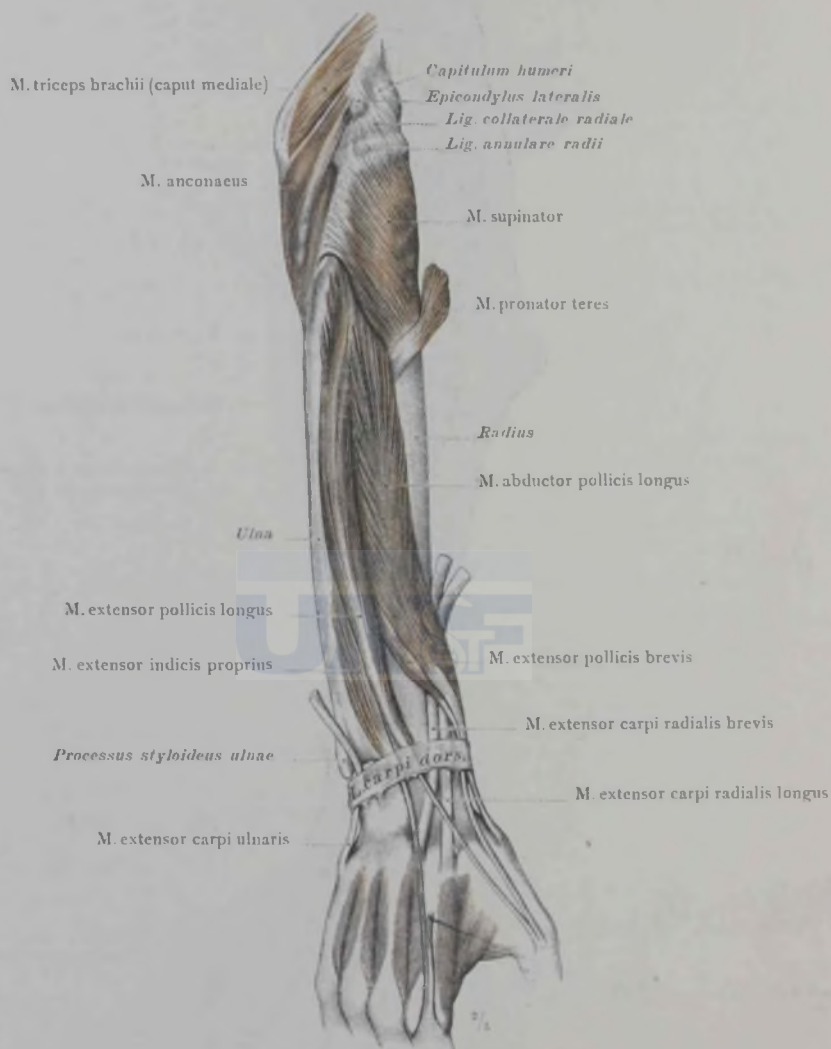 Capitulum humeri
M. triceps brachii (caput mediale)
Epicondylus lateralis
Lig. collaterale radiale
Lig. annulare radii
M. anconaeus
M. supinator
M. pronator teres
Radius
M. abductor pollicis longus
Ulna
M. extensor pollicis longus
M. extensor pollicis brevis
M. extensor indicis proprius
M. extensor carpi radialis brevis
Processus styloideus ulnae
L. carpi dors.
M. extensor carpi radialis longus
M. extensor carpi ulnaris